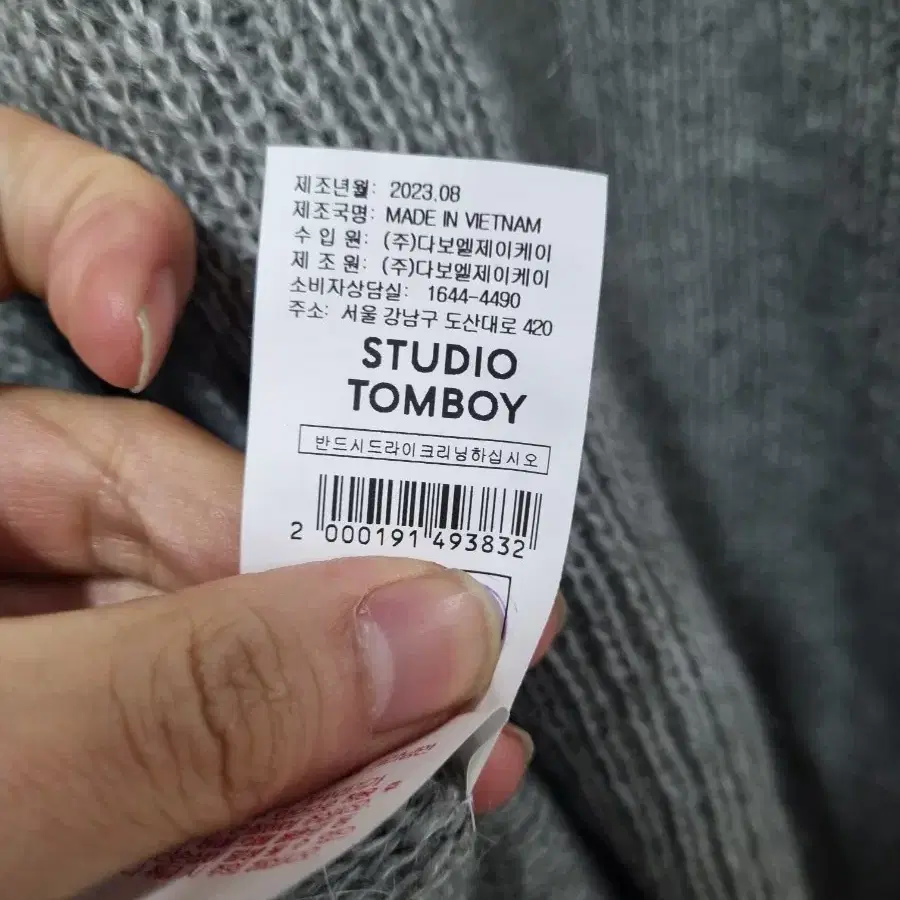 제조년월: 2023.08
제조국명: MADE IN VIETNAM
수 입 원: (주)다보엘제이케이
제 조 원: (주)다보엘제이케이
소비자상담실: 1644-4490
주소: 서울 강남구 도산대로 420
STUDIO
TOMBOY
반드시드라이크리닝하십시오
2 000191 493832